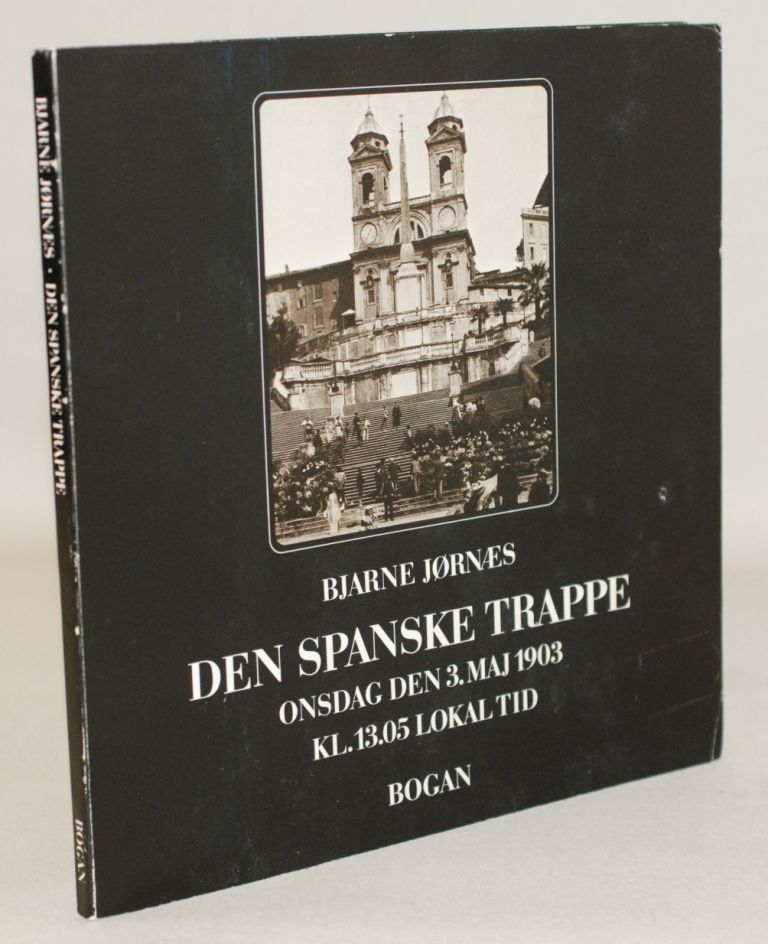 BJARNE JØRNÆS · DEN SPANSKE TRAPPE
BOGAN
BJARNE JØRNÆS
DEN SPANSKE TRAPPE
ONSDAG DEN 3. MAJ 1903
KL. 13.05 LOKAL TID
BOGAN